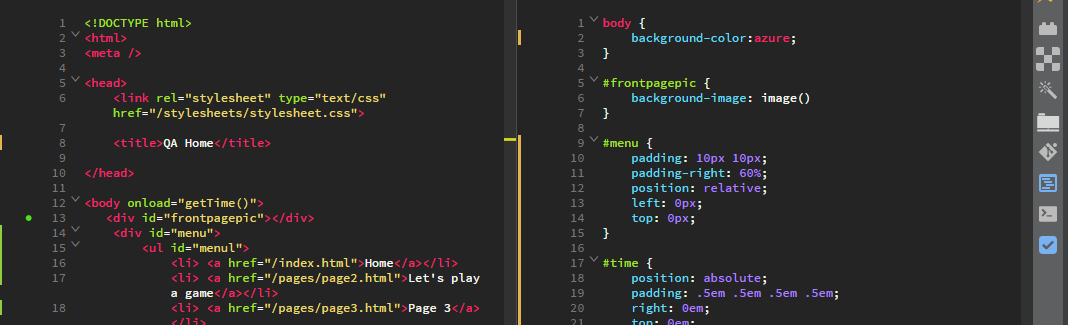 1 <!DOCTYPE html>
2 <html>
3 <meta />
4
5 <head>
6 <link rel="stylesheet" type="text/css"
href="/stylesheets/stylesheet.css">
7
8 <title>QA Home</title>
9
10 </head>
11
12 <body onload="getTime()">
13 <div id="frontpagepic"></div>
14 <div id="menu">
15 <ul id="menul">
16 <li> <a href="/index.html">Home</a></li>
17 <li> <a href="/pages/page2.html">Let's play
a game</a></li>
18 <li> <a href="/pages/page3.html">Page 3</a>
</li>
1 body {
2 background-color:azure;
3 }
4
5 #frontpagepic {
6 background-image: image()
7 }
8
9 #menu {
10 padding: 10px 10px;
11 padding-right: 60%;
12 position: relative;
13 left: 0px;
14 top: 0px;
15 }
16
17 #time {
18 position: absolute;
19 padding: .5em .5em .5em .5em;
20 right: 0em;
21 top: 0em;